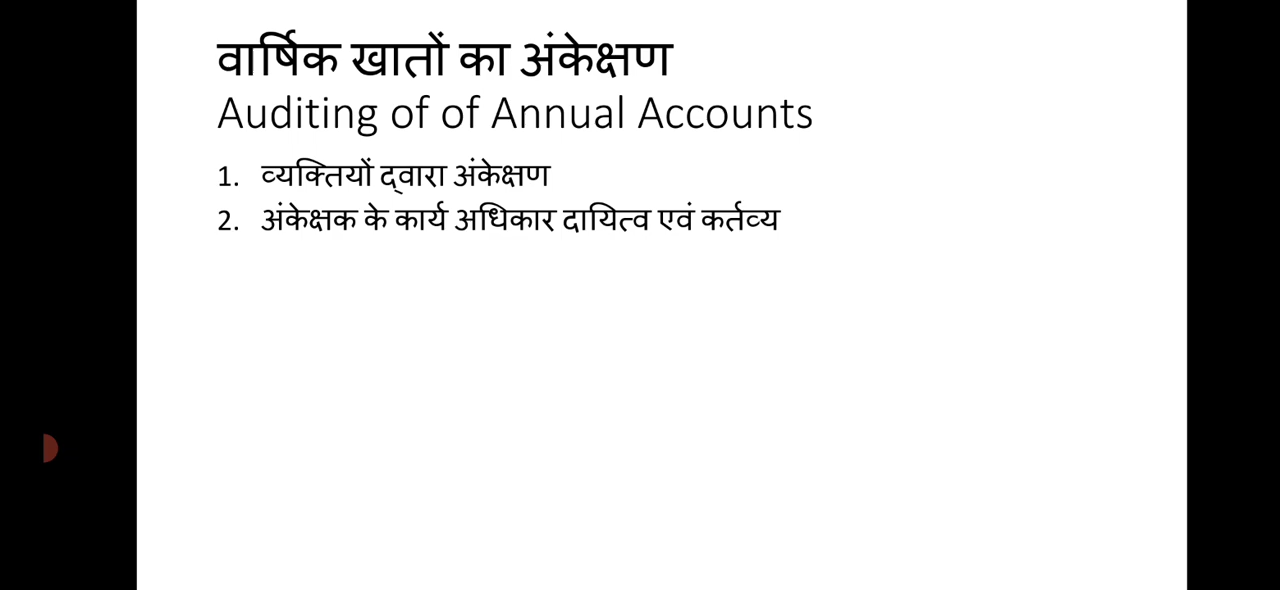 वार्षिक खातों का अंकेक्षण
Auditing of of Annual Accounts
1. व्यक्तियों द्वारा अंकेक्षण
2. अंकेक्षक के कार्य अधिकार दायित्व एवं कर्तव्य